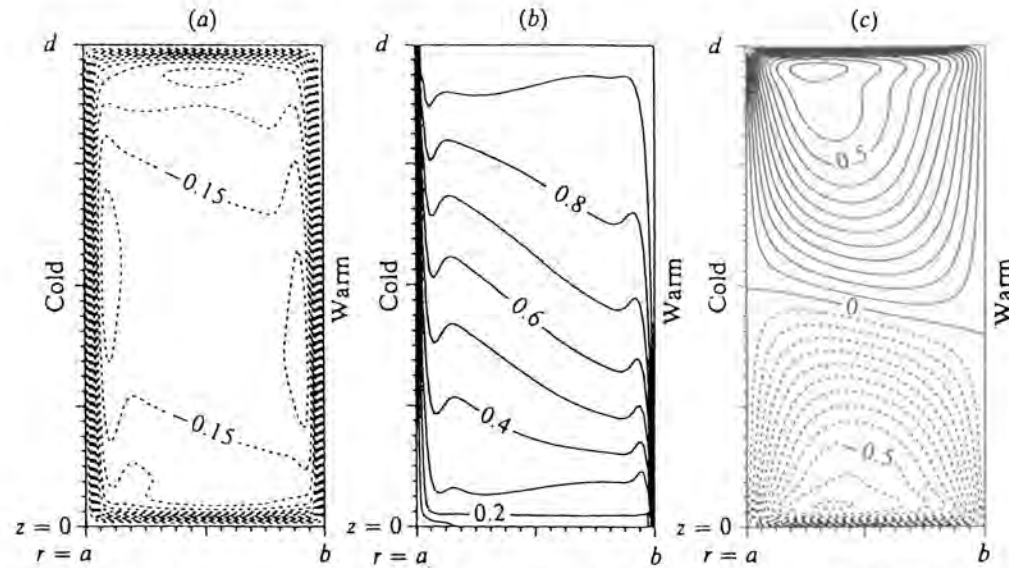 (a) (b) (c)
d d d
−0.15
0.8
0.5
Cold Warm Cold Warm Cold Warm
0.6
0
−0.15
0.4
−0.5
0.2
z = 0 z = 0 z = 0
r = a b r = a b r = a b